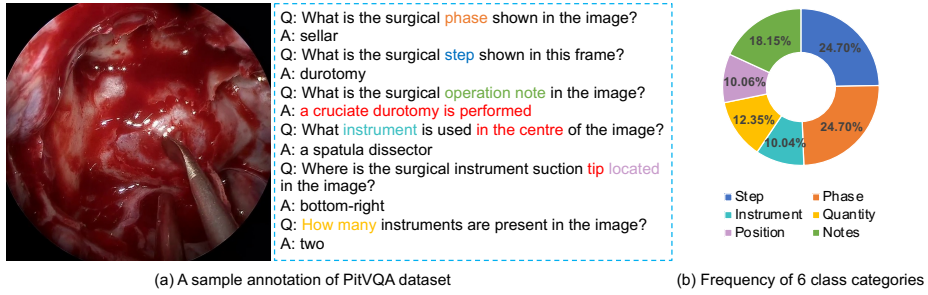 Q: What is the surgical phase shown in the image?
A: sellar
Q: What is the surgical step shown in this frame?
A: durotomy
Q: What is the surgical operation note in the image?
A: a cruciate durotomy is performed
Q: What instrument is used in the centre of the image?
A: a spatula dissector
Q: Where is the surgical instrument suction tip located
in the image?
A: bottom-right
Q: How many instruments are present in the image?
A: two
(a) A sample annotation of PitVQA dataset
18.15%
24.70%
10.06%
12.35%
10.04%
24.70%
Step
Phase
Instrument
Quantity
Position
Notes
(b) Frequency of 6 class categories